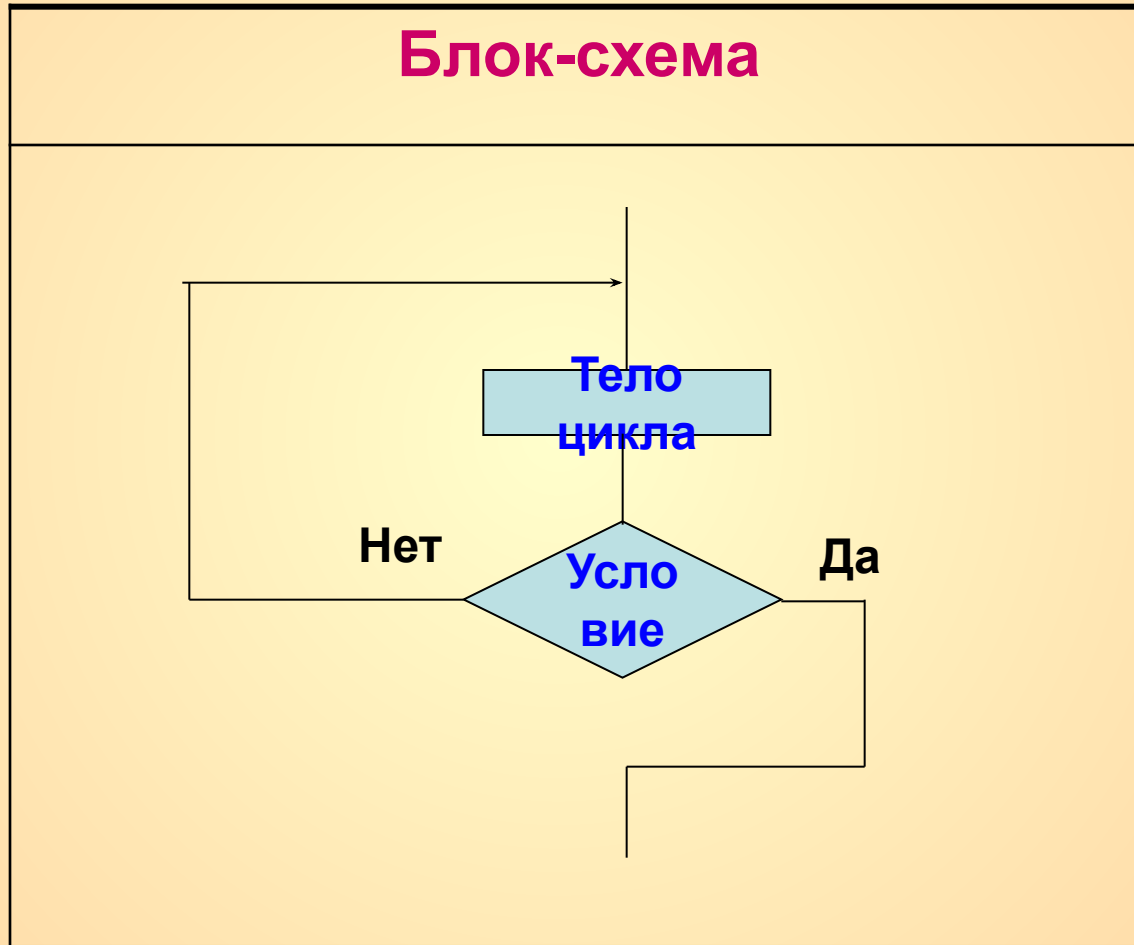 Блок-схема
Тело
цикла
Нет
Да
Усло
вие